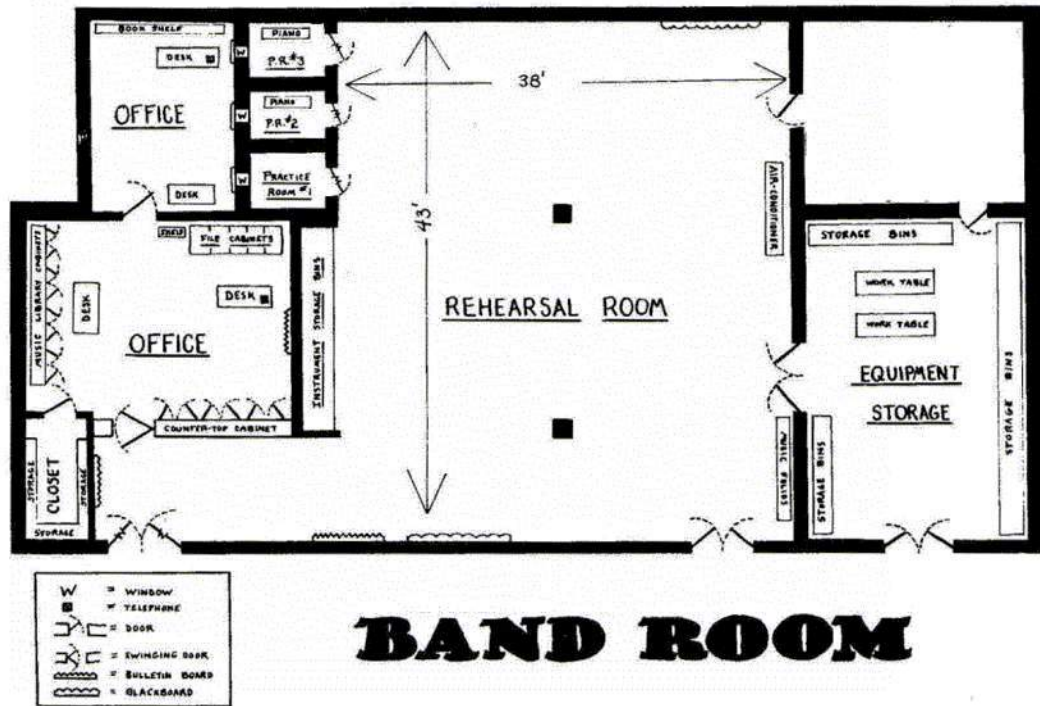 BOOK SHELF
DESK
OFFICE
DESK
W
W
W
PIANO
P.R.#3
PIANO
P.R.#2
PRACTICE
ROOM #1
38'
43'
AIR-CONDITIONER
REHEARSAL ROOM
SHELF
FILE CABINETS
MUSIC LIBRARY CABINETS
DESK
DESK
OFFICE
INSTRUMENT STORAGE BINS
COUNTER-TOP CABINET
STORAGE
CLOSET
STORAGE
STORAGE
STORAGE BINS
WORK TABLE
WORK TABLE
EQUIPMENT
STORAGE
STORAGE BINS
STORAGE BINS
MUSIC FOLIOS
W = WINDOW
= TELEPHONE
= DOOR
= SWINGING DOOR
= BULLETIN BOARD
= BLACKBOARD
BAND ROOM